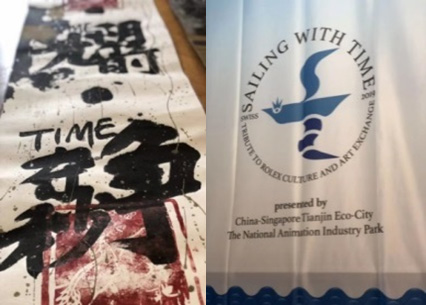 TIME
SAILING WITH TIME
SWISS
2019
TRIBUTE TO ROLEX CULTURE AND ART EXCHANGE
presented by
China-Singapore Tianjin Eco-City
The National Animation Industry Park